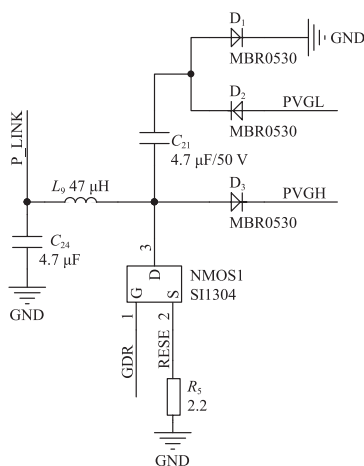 D₁
GND
MBR0530
D₂
PVGL
MBR0530
P_LINK
C₂₁
4.7 μF/50 V
L₉ 47 μH
D₃
PVGH
MBR0530
C₂₄
4.7 μF
GND
3
D
G
S
NMOS1
SI1304
1
2
GDR
RESE
R₅
2.2
GND